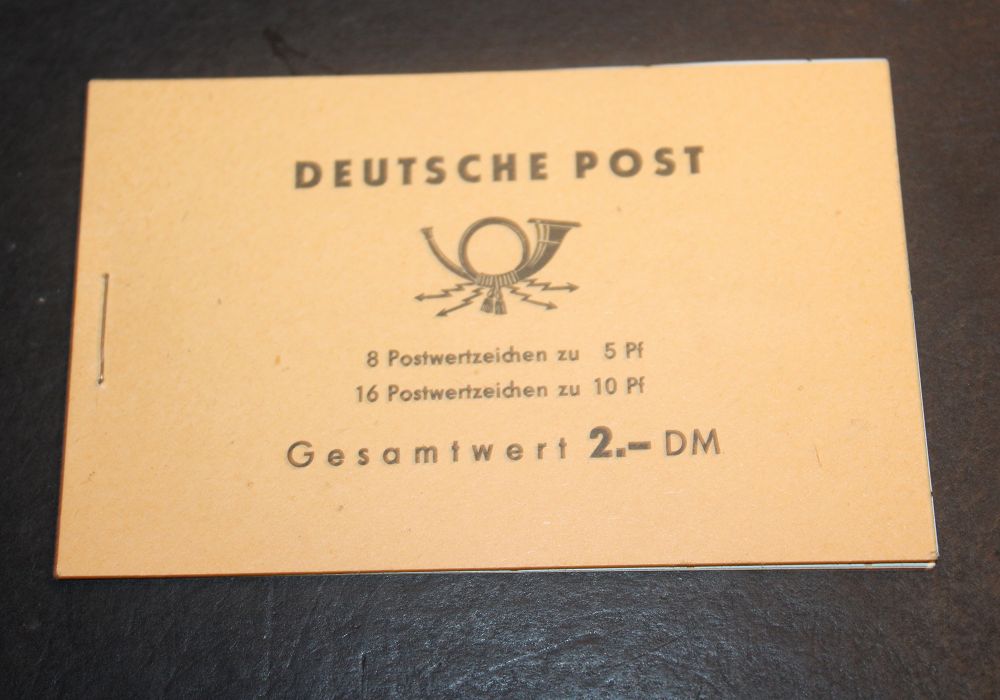 DEUTSCHE POST
8 Postwertzeichen zu 5 Pf
16 Postwertzeichen zu 10 Pf
Gesamtwert 2.– DM